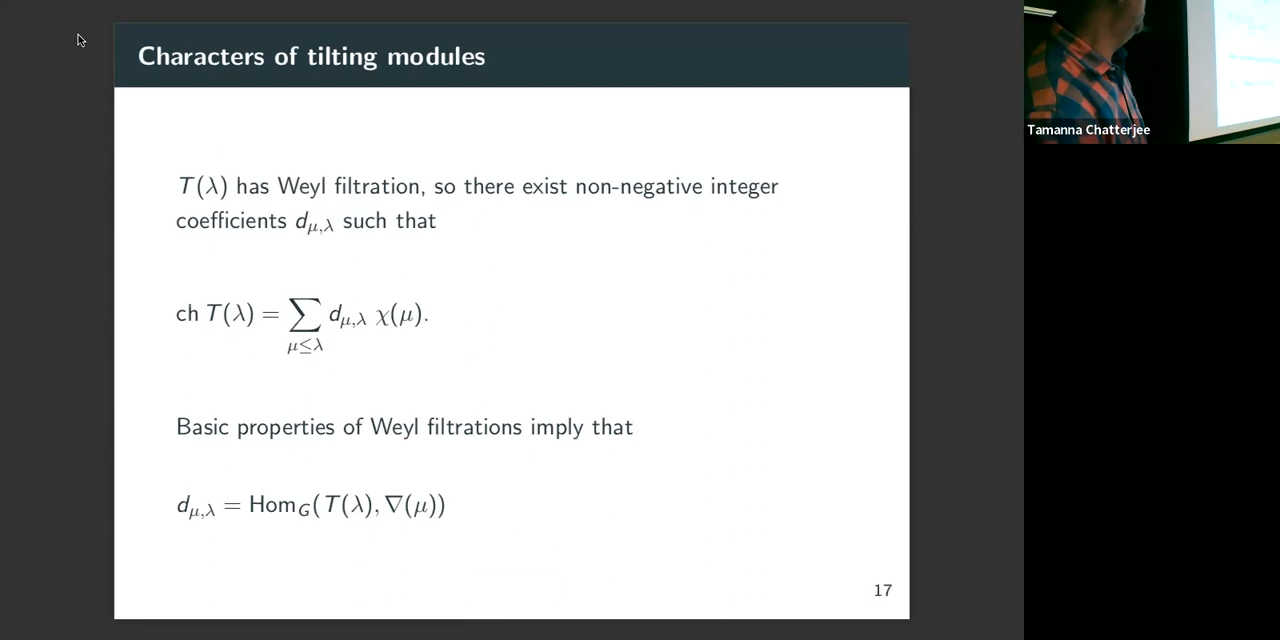 Characters of tilting modules
T(λ) has Weyl filtration, so there exist non-negative integer
coefficients d_{μ,λ} such that
ch T(λ) = ∑_{μ≤λ} d_{μ,λ} χ(μ).
Basic properties of Weyl filtrations imply that
d_{μ,λ} = Hom_G(T(λ), ∇(μ))
17
Tamanna Chatterjee